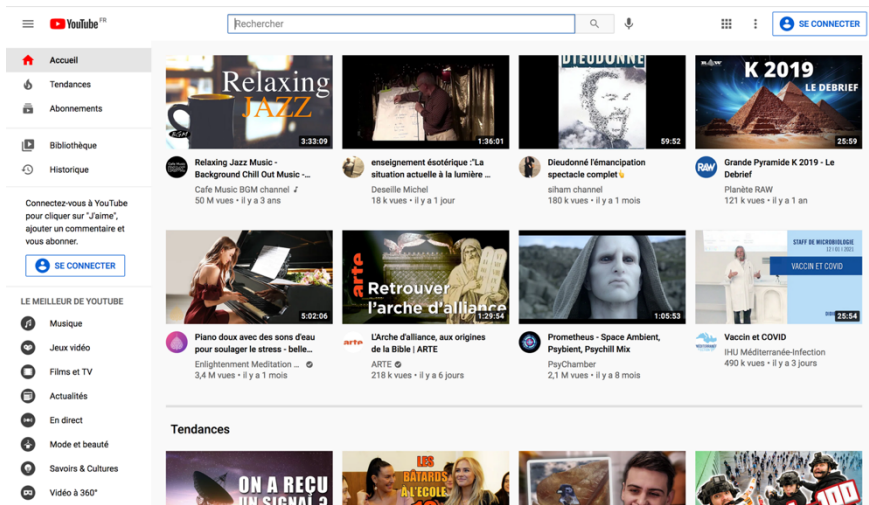 YouTube FR
Rechercher
SE CONNECTER
Accueil
Tendances
Abonnements
Bibliothèque
Historique
Connectez-vous à YouTube
pour cliquer sur "J'aime",
ajouter un commentaire et
vous abonner.
SE CONNECTER
LE MEILLEUR DE YOUTUBE
Musique
Jeux vidéo
Films et TV
Actualités
En direct
Mode et beauté
Savoirs & Cultures
Vidéo à 360°
Relaxing
JAZZ
BGM
3:33:09
Relaxing Jazz Music -
Background Chill Out Music -...
Cafe Music BGM channel
50 M vues • il y a 3 ans
1:36:01
enseignement ésotérique :"La
situation actuelle à la lumière ...
Deseille Michel
18 k vues • il y a 1 jour
DIEUDONNÉ
59:52
Dieudonné l'émancipation
spectacle complet
siham channel
180 k vues • il y a 1 mois
RAW
K 2019
LE DEBRIEF
25:59
RAW
Grande Pyramide K 2019 - Le
Debrief
Planète RAW
121 k vues • il y a 1 an
5:02:06
Piano doux avec des sons d'eau
pour soulager le stress - belle...
Enlightenment Meditation ...
3,4 M vues • il y a 1 mois
arte
Retrouver
l'arche d'alliance
1:29:54
arte
L'Arche d'alliance, aux origines
de la Bible | ARTE
ARTE
218 k vues • il y a 6 jours
1:05:53
Prometheus - Space Ambient,
Psybient, Psychill Mix
PsyChamber
2,1 M vues • il y a 8 mois
STAFF DE MICROBIOLOGIE
VACCIN ET COVID
25:54
Vaccin et COVID
IHU Méditerranée-Infection
490 k vues • il y a 3 jours
Tendances
ON A REÇU
UN SIGNAL ?
LES
BÂTARDS
À L'ÉCOLE
100